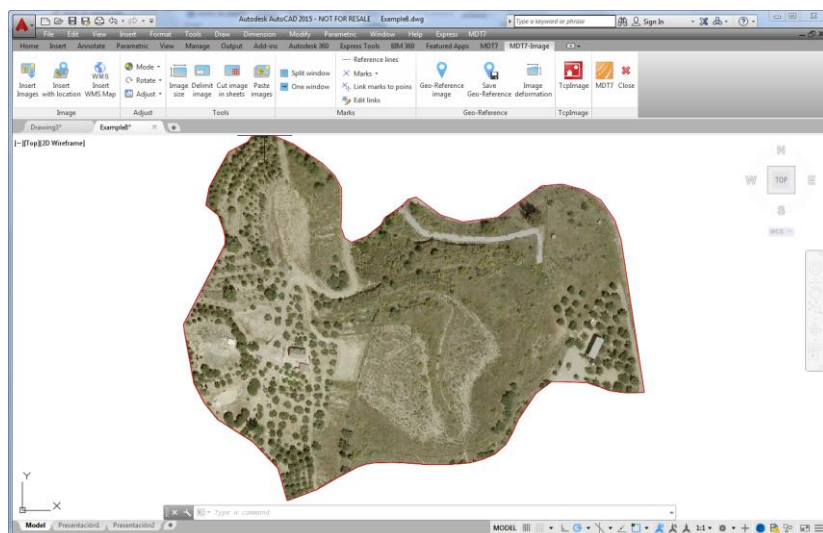 Autodesk AutoCAD 2015 - NOT FOR RESALE Example8.dwg
Type a keyword or phrase
Sign In
File Edit View Insert Format Tools Draw Dimension Modify Parametric Window Help Express MDT7
Home Insert Annotate Parametric View Manage Output Add-ins Autodesk 360 Express Tools BIM 360 Featured Apps MDT7 MDT7-Image
Insert Images
Insert with location
WMS
Insert WMS Map
Mode
Rotate
Adjust
Image size
Delimit image
Cut image in sheets
Paste images
Split window
One window
Reference lines
Marks
Link marks to poins
Edit links
Geo-Reference image
Save Geo-Reference
Image deformation
TcpImage
MDT7
Close
Image Adjust Tools Marks Geo-Reference TcpImage
Drawing3* Example8*
[-][Top][2D Wireframe]
N
W TOP E
S
WCS
Y
X
Type a command
Model Presentación1 Presentación2
MODEL 1:1